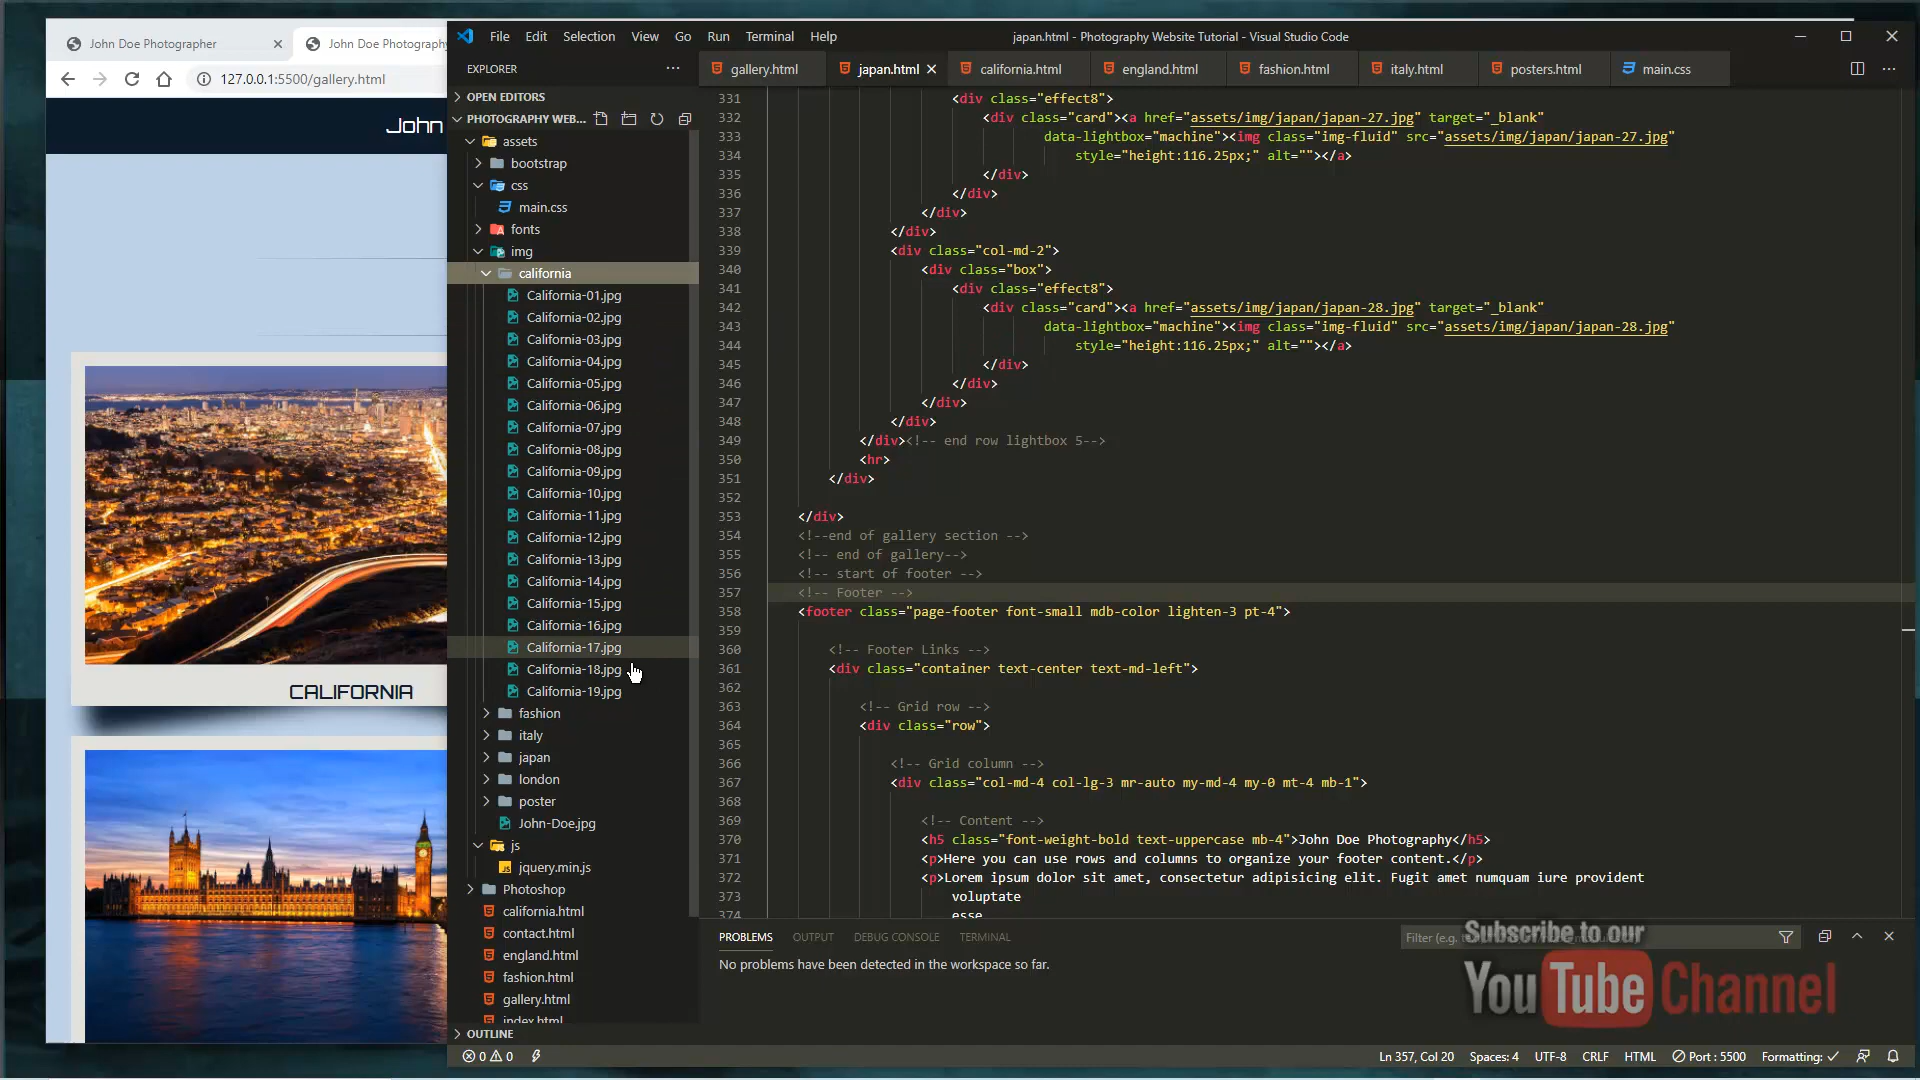 John Doe Photographer
John Doe Photography
127.0.0.1:5500/gallery.html
John
CALIFORNIA
File Edit Selection View Go Run Terminal Help
japan.html - Photography Website Tutorial - Visual Studio Code
EXPLORER
gallery.html
japan.html
california.html
england.html
fashion.html
italy.html
posters.html
main.css
OPEN EDITORS
PHOTOGRAPHY WEB...
assets
bootstrap
css
main.css
fonts
img
california
California-01.jpg
California-02.jpg
California-03.jpg
California-04.jpg
California-05.jpg
California-06.jpg
California-07.jpg
California-08.jpg
California-09.jpg
California-10.jpg
California-11.jpg
California-12.jpg
California-13.jpg
California-14.jpg
California-15.jpg
California-16.jpg
California-17.jpg
California-18.jpg
California-19.jpg
fashion
italy
japan
london
poster
John-Doe.jpg
js
jquery.min.js
Photoshop
california.html
contact.html
england.html
fashion.html
gallery.html
index.html
OUTLINE
331 <div class="effect8">
332 <div class="card"><a href="assets/img/japan/japan-27.jpg" target="_blank"
333 data-lightbox="machine"><img class="img-fluid" src="assets/img/japan/japan-27.jpg"
334 style="height:116.25px;" alt=""></a>
335 </div>
336 </div>
337 </div>
338 </div>
339 <div class="col-md-2">
340 <div class="box">
341 <div class="effect8">
342 <div class="card"><a href="assets/img/japan/japan-28.jpg" target="_blank"
343 data-lightbox="machine"><img class="img-fluid" src="assets/img/japan/japan-28.jpg"
344 style="height:116.25px;" alt=""></a>
345 </div>
346 </div>
347 </div>
348 </div>
349 </div><!-- end row lightbox 5-->
350 <hr>
351 </div>
352
353 </div>
354 <!--end of gallery section -->
355 <!-- end of gallery-->
356 <!-- start of footer -->
357 <!-- Footer -->
358 <footer class="page-footer font-small mdb-color lighten-3 pt-4">
359
360 <!-- Footer Links -->
361 <div class="container text-center text-md-left">
362
363 <!-- Grid row -->
364 <div class="row">
365
366 <!-- Grid column -->
367 <div class="col-md-4 col-lg-3 mr-auto my-md-4 my-0 mt-4 mb-1">
368
369 <!-- Content -->
370 <h5 class="font-weight-bold text-uppercase mb-4">John Doe Photography</h5>
371 <p>Here you can use rows and columns to organize your footer content.</p>
372 <p>Lorem ipsum dolor sit amet, consectetur adipisicing elit. Fugit amet numquam iure provident
373 voluptate
374 esse
PROBLEMS OUTPUT DEBUG CONSOLE TERMINAL
Filter (e.g.
No problems have been detected in the workspace so far.
Subscribe to our
YouTube Channel
0 0
Ln 357, Col 20 Spaces: 4 UTF-8 CRLF HTML Port : 5500 Formatting: ✓